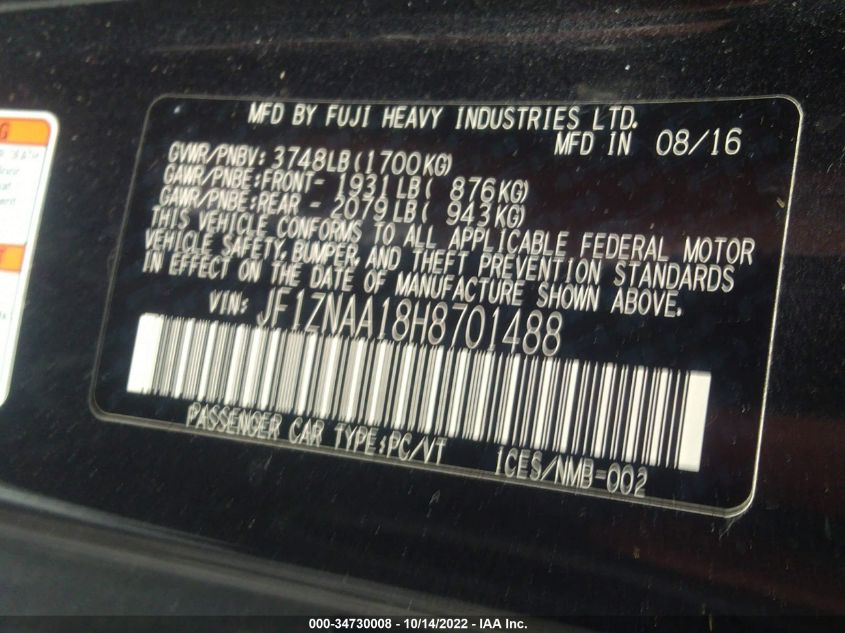 MFD BY FUJI HEAVY INDUSTRIES LTD.
MFD IN 08/16
GVWR/PNBV: 3748LB(1700KG)
GAWR/PNBE:FRONT- 1931LB( 876KG)
GAWR/PNBE:REAR - 2079LB( 943KG)
THIS VEHICLE CONFORMS TO ALL APPLICABLE FEDERAL MOTOR
VEHICLE SAFETY, BUMPER, AND THEFT PREVENTION STANDARDS
IN EFFECT ON THE DATE OF MANUFACTURE SHOWN ABOVE.
VIN: JF1ZNAA18H8701488
PASSENGER CAR TYPE:PC/VT 1CES/NMB-002
000-34730008 - 10/14/2022 - IAA Inc.